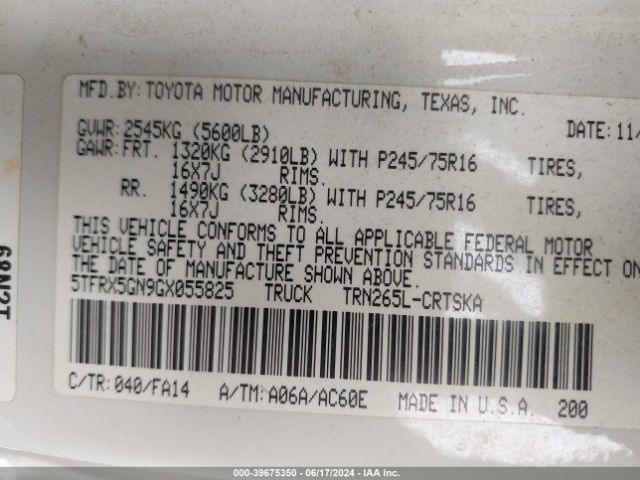 MFD.BY:TOYOTA MOTOR MANUFACTURING, TEXAS, INC.
GVWR:2545KG (5600LB) DATE:11/
GAWR:FRT. 1320KG (2910LB) WITH P245/75R16 TIRES,
16X7J RIMS.
RR. 1490KG (3280LB) WITH P245/75R16 TIRES,
16X7J RIMS.
THIS VEHICLE CONFORMS TO ALL APPLICABLE FEDERAL MOTOR
VEHICLE SAFETY AND THEFT PREVENTION STANDARDS IN EFFECT ON
THE DATE OF MANUFACTURE SHOWN ABOVE.
5TFRX5GN9GX055825 TRUCK TRN265L-CRTSKA
C/TR:040/FA14 A/TM:A06A/AC60E MADE IN U.S.A. 200
68N2T
000-39675350 - 06/17/2024 - IAA Inc.